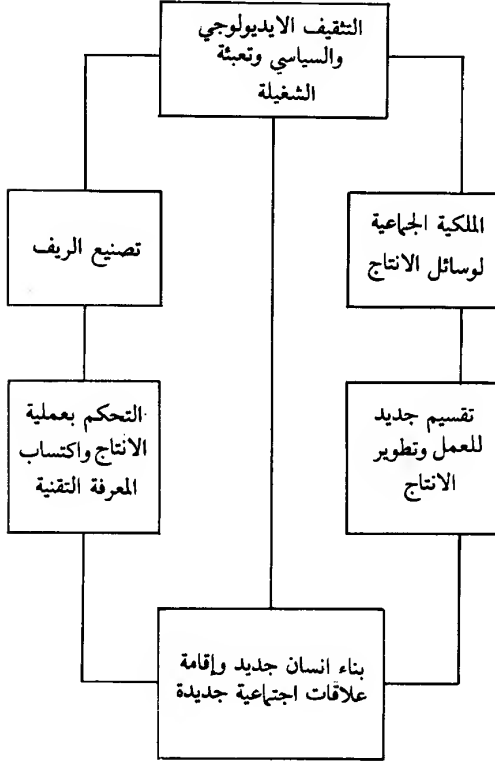 التثقيف الايديولوجي
والسياسي وتعبئة
الشغيلة
الملكية الجماعية
لوسائل الانتاج
تصنيع الريف
تقسيم جديد
للعمل وتطوير
الانتاج
التحكم بعملية
الانتاج واكتساب
المعرفة التقنية
بناء انسان جديد وإقامة
علاقات اجتماعية جديدة